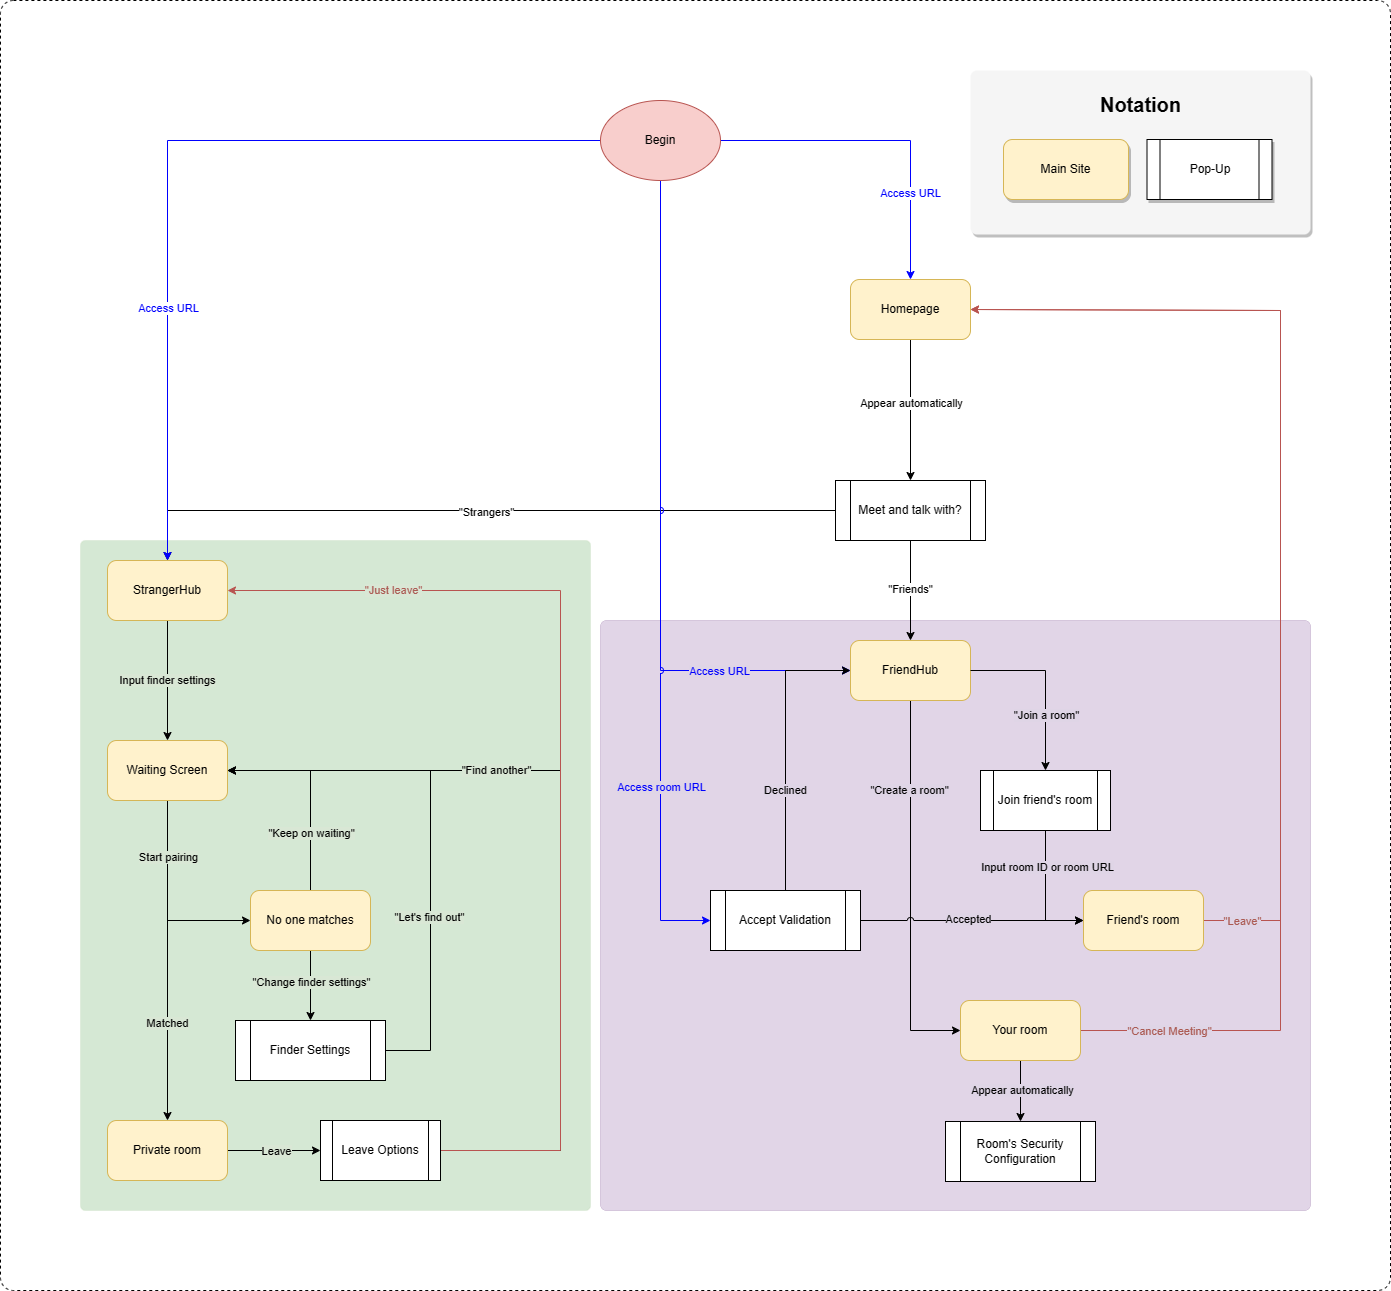 Notation
Main Site
Pop-Up
Begin
Access URL
Access URL
Homepage
Appear automatically
Meet and talk with?
"Strangers"
"Friends"
StrangerHub
"Just leave"
Input finder settings
Waiting Screen
"Find another"
"Keep on waiting"
Start pairing
No one matches
"Let's find out"
"Change finder settings"
Matched
Finder Settings
Private room
Leave
Leave Options
Access URL
FriendHub
"Join a room"
Access room URL
Declined
"Create a room"
Join friend's room
Input room ID or room URL
Accept Validation
Accepted
Friend's room
"Leave"
Your room
"Cancel Meeting"
Appear automatically
Room's Security
Configuration